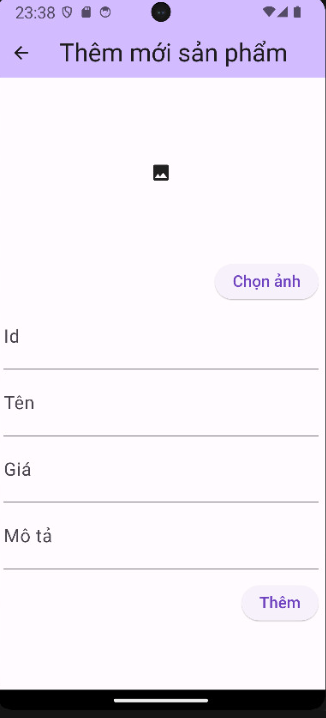 23:38
Thêm mới sản phẩm
Chọn ảnh
Id
Tên
Giá
Mô tả
Thêm